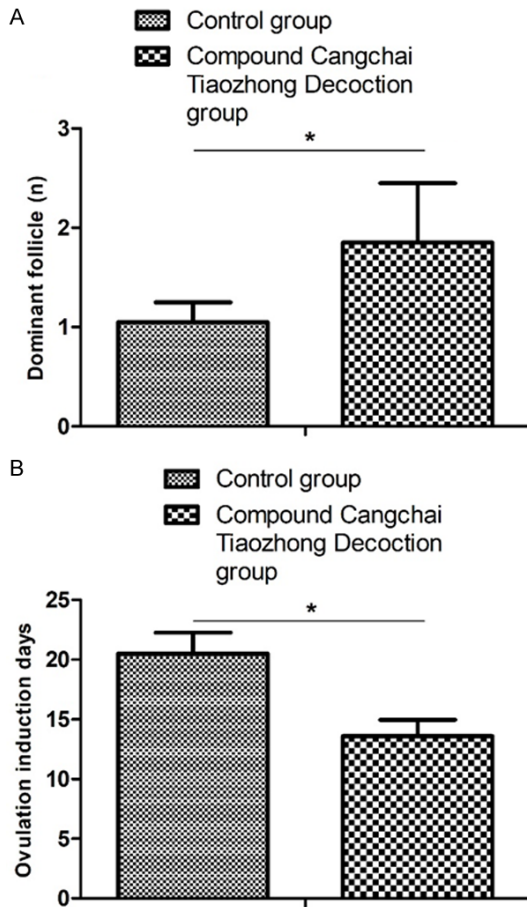 A
Control group
Compound Cangchai
Tiaozhong Decoction
group
*
3
2
1
0
Dominant follicle (n)
B
Control group
Compound Cangchai
Tiaozhong Decoction
group
*
25
20
15
10
5
0
Ovulation induction days